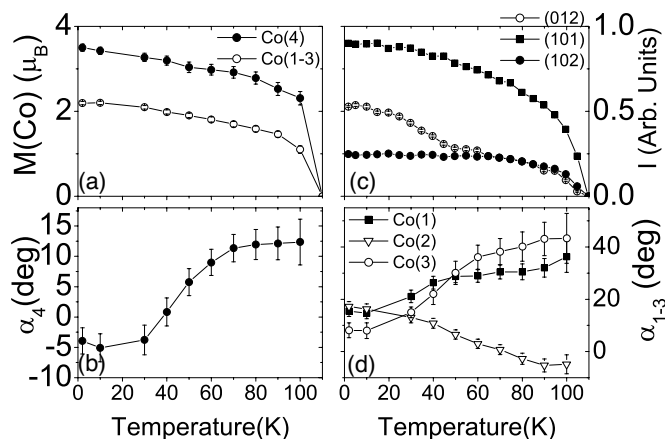 4
2
0
M(Co) (μB)
Co(4)
Co(1-3)
(a)
(012)
(101)
(102)
1.0
0.5
0.0
I (Arb. Units)
(c)
15
10
5
0
-5
-10
α4(deg)
(b)
0 20 40 60 80 100
Temperature(K)
Co(1)
Co(2)
Co(3)
40
20
0
α1-3 (deg)
(d)
0 20 40 60 80 100
Temperature(K)